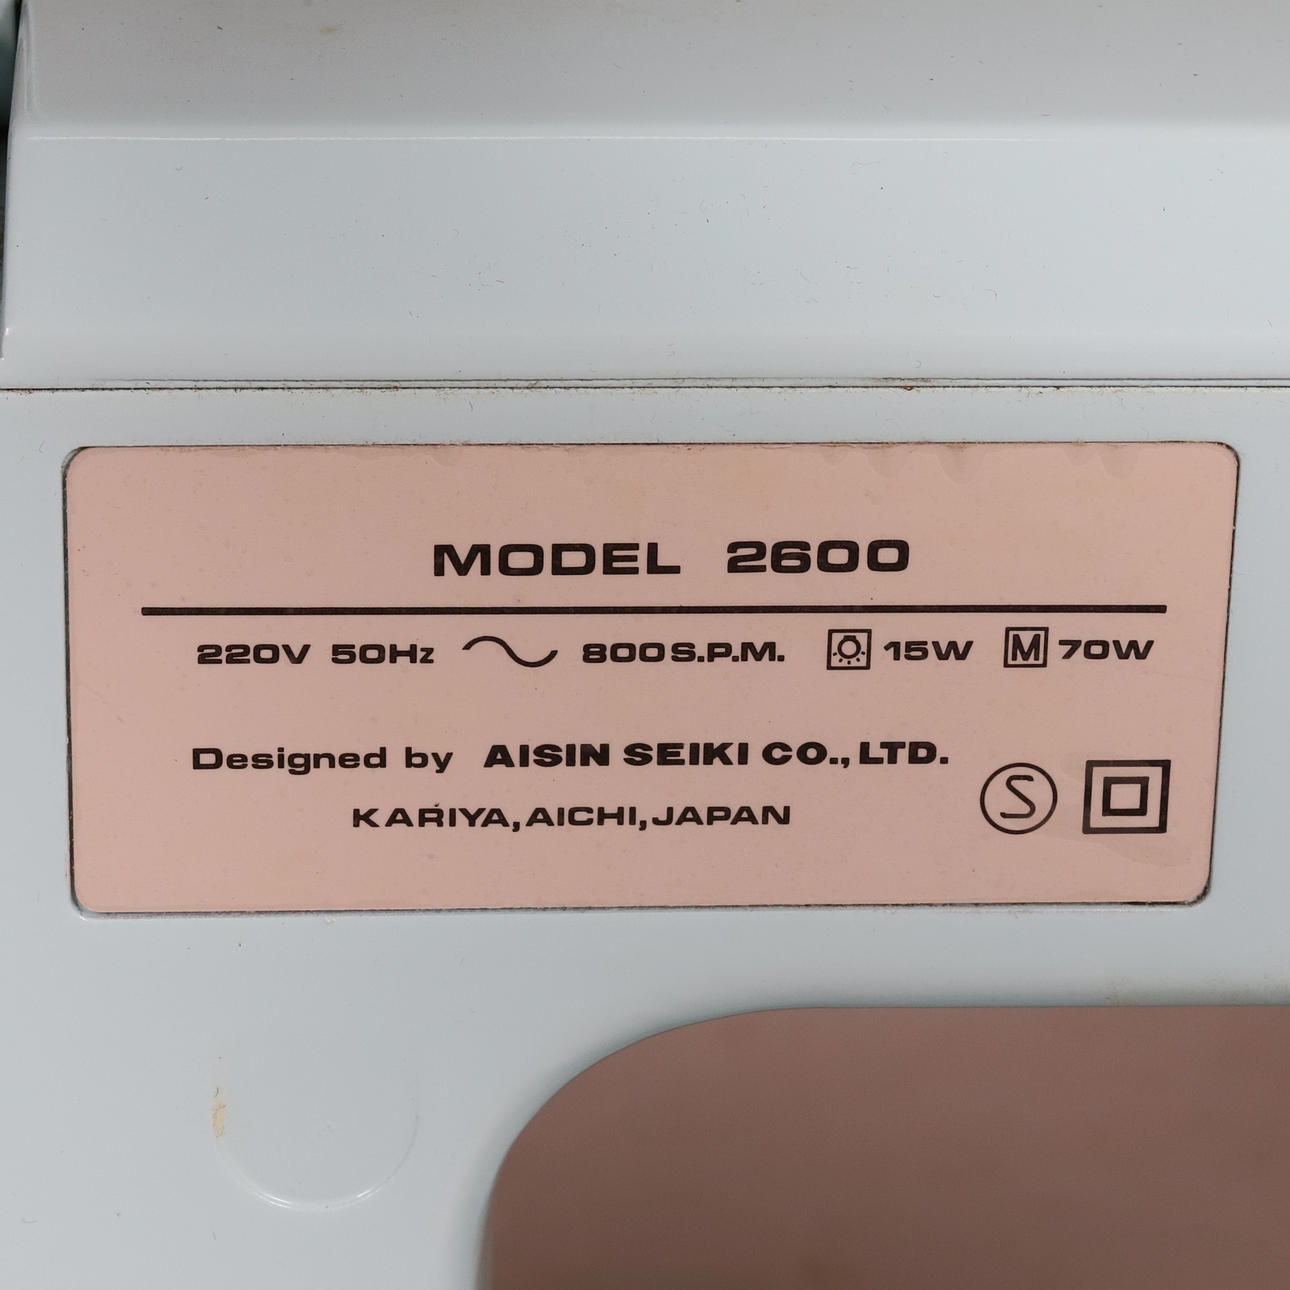 MODEL 2600
220V 50Hz 800S.P.M. 15W M 70W
Designed by AISIN SEIKI CO., LTD.
KARIYA, AICHI, JAPAN
S